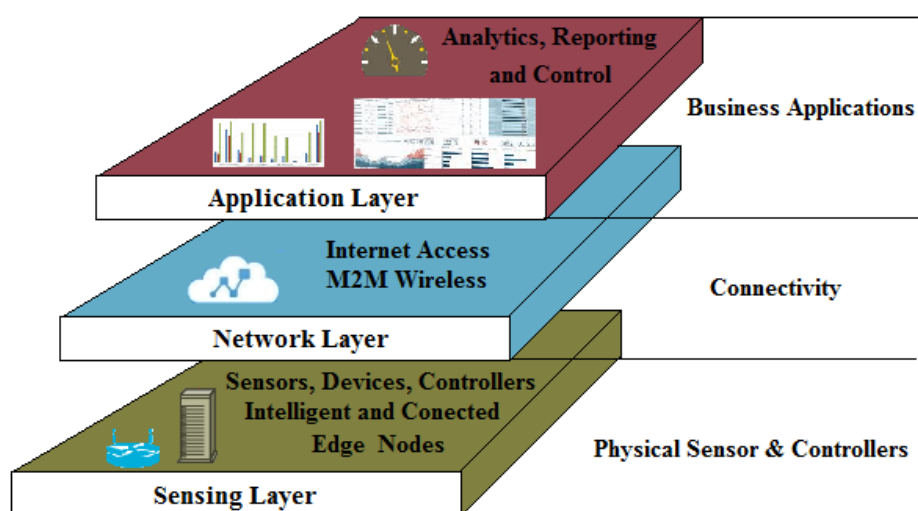 Analytics, Reporting
and Control
Business Applications
Application Layer
Internet Access
M2M Wireless
Connectivity
Network Layer
Sensors, Devices, Controllers
Intelligent and Conected
Edge Nodes
Physical Sensor & Controllers
Sensing Layer